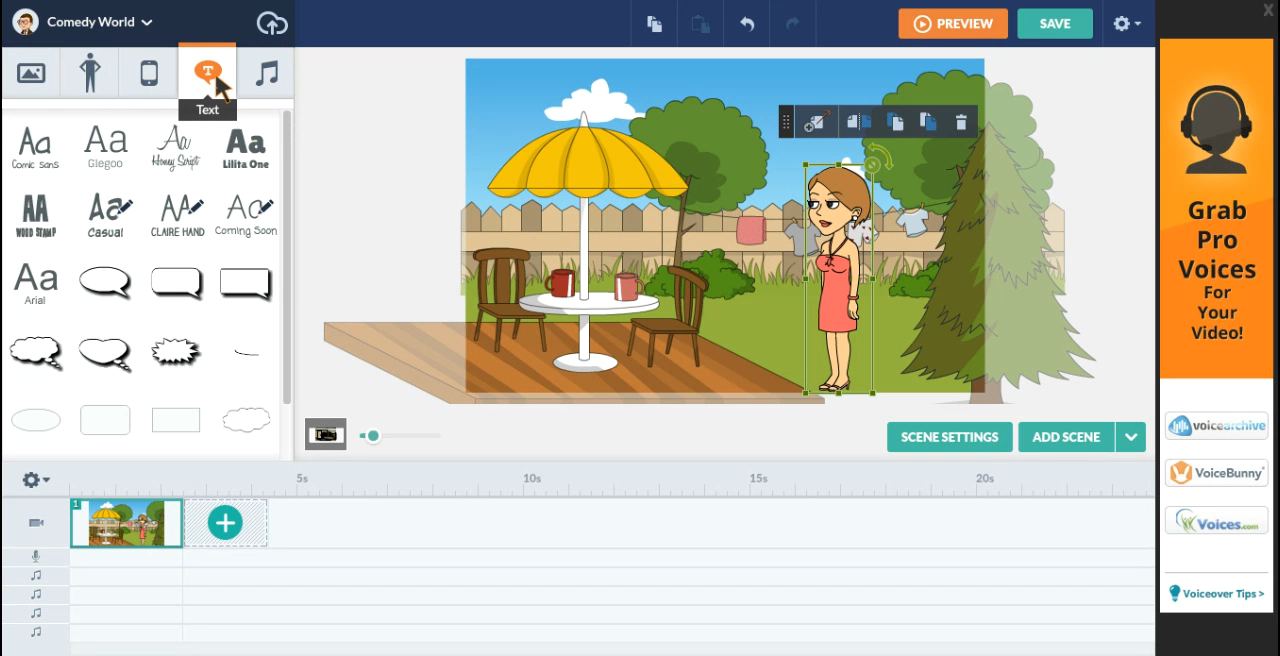 Comedy World
PREVIEW
SAVE
X
Text
Aa
Comic Sans
Aa
Glegoo
Aa
Honey Script
Aa
Lilita One
AA
WOOD STAMP
Aa
Casual
AA
CLAIRE HAND
Aa
Coming Soon
Aa
Arial
SCENE SETTINGS
ADD SCENE
5s
10s
15s
20s
1
Grab
Pro
Voices
For
Your
Video!
voicearchive
VoiceBunny
Voices.com
Voiceover Tips >